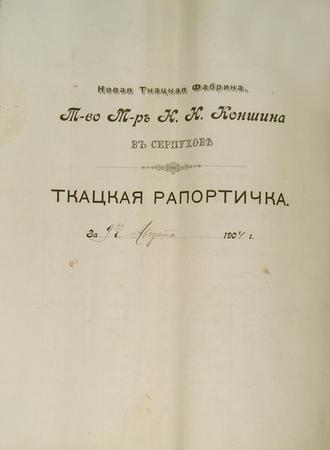 Новая Ткацкая Фабрика.
Т-во М-ръ Н. Н. Коншина
ВЪ СЕРПУХОВѢ
ТКАЦКАЯ РАПОРТИЧКА.
За 9 Августа 1904 г.